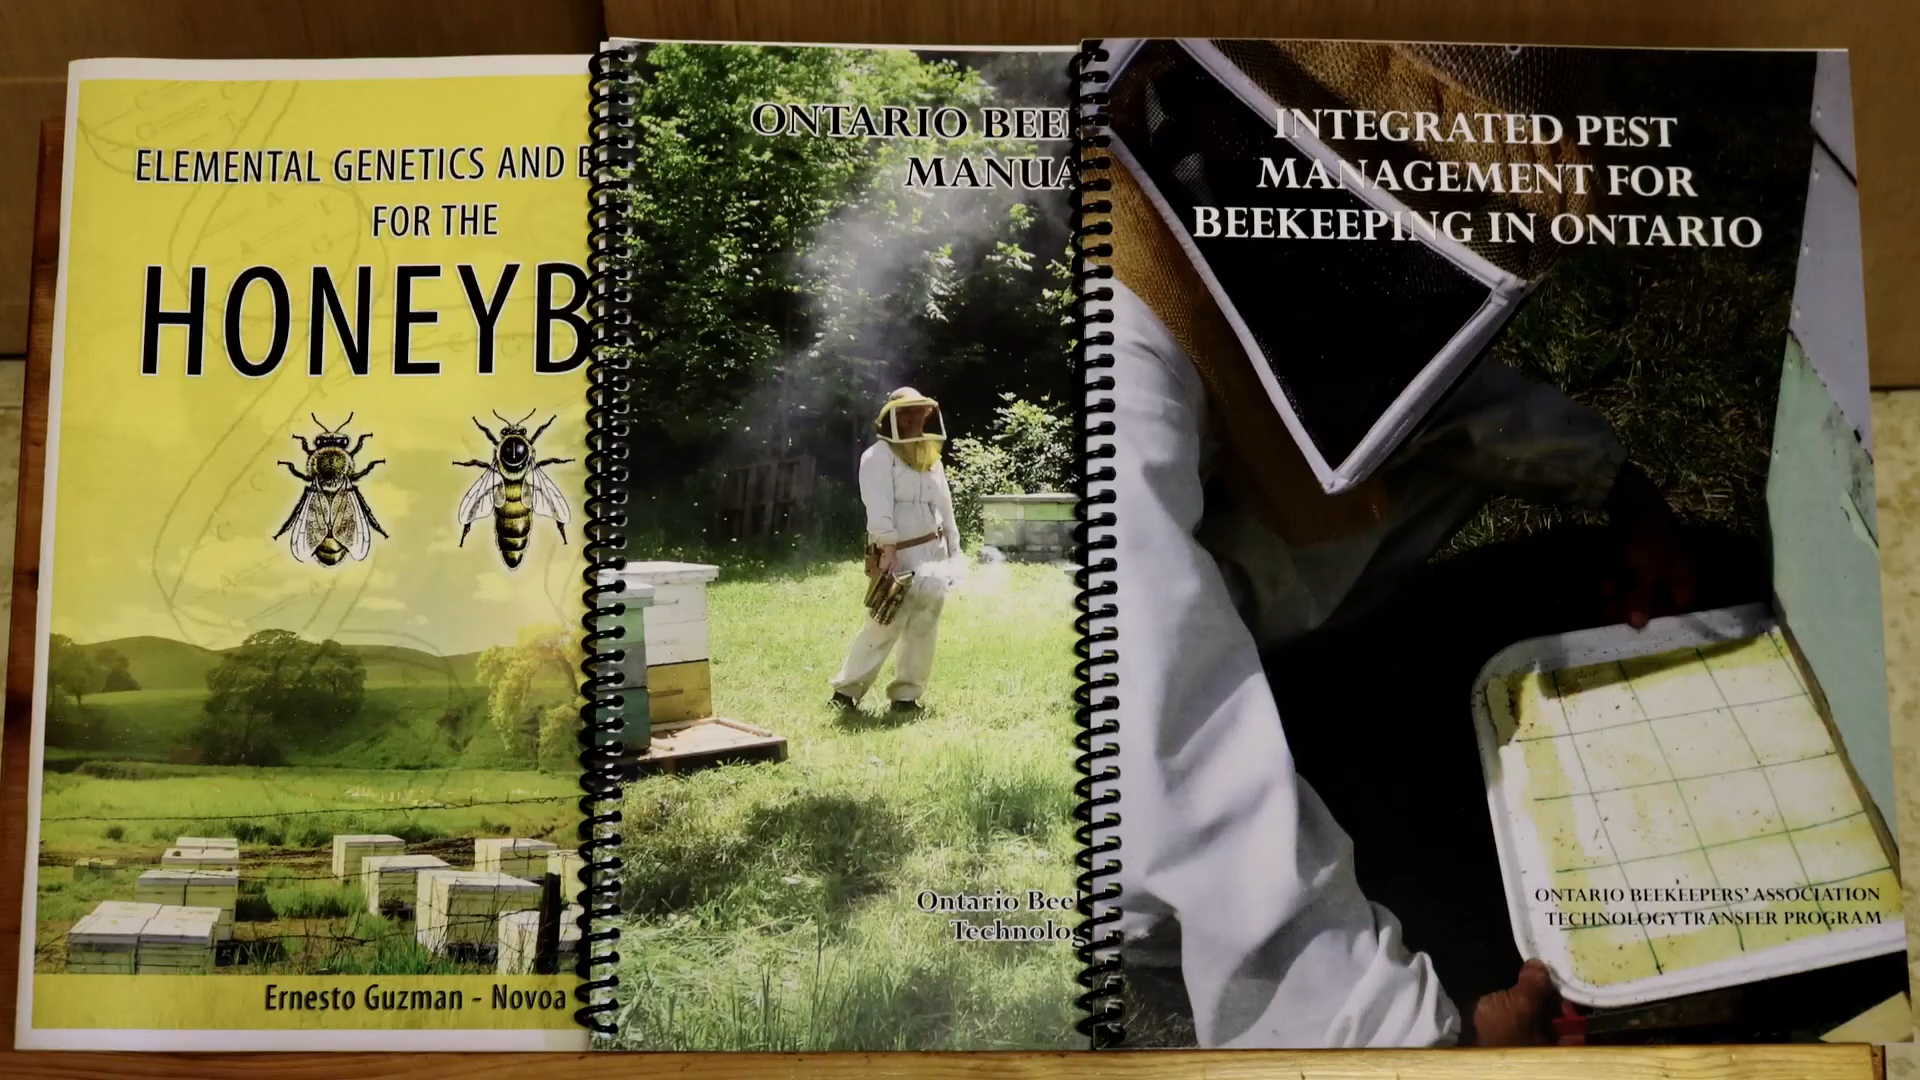 ELEMENTAL GENETICS AND B
FOR THE
HONEYB
Ernesto Guzman - Novoa
ONTARIO BEE
MANUA
Ontario Bee
Technolog
INTEGRATED PEST
MANAGEMENT FOR
BEEKEEPING IN ONTARIO
ONTARIO BEEKEEPERS' ASSOCIATION
TECHNOLOGY TRANSFER PROGRAM